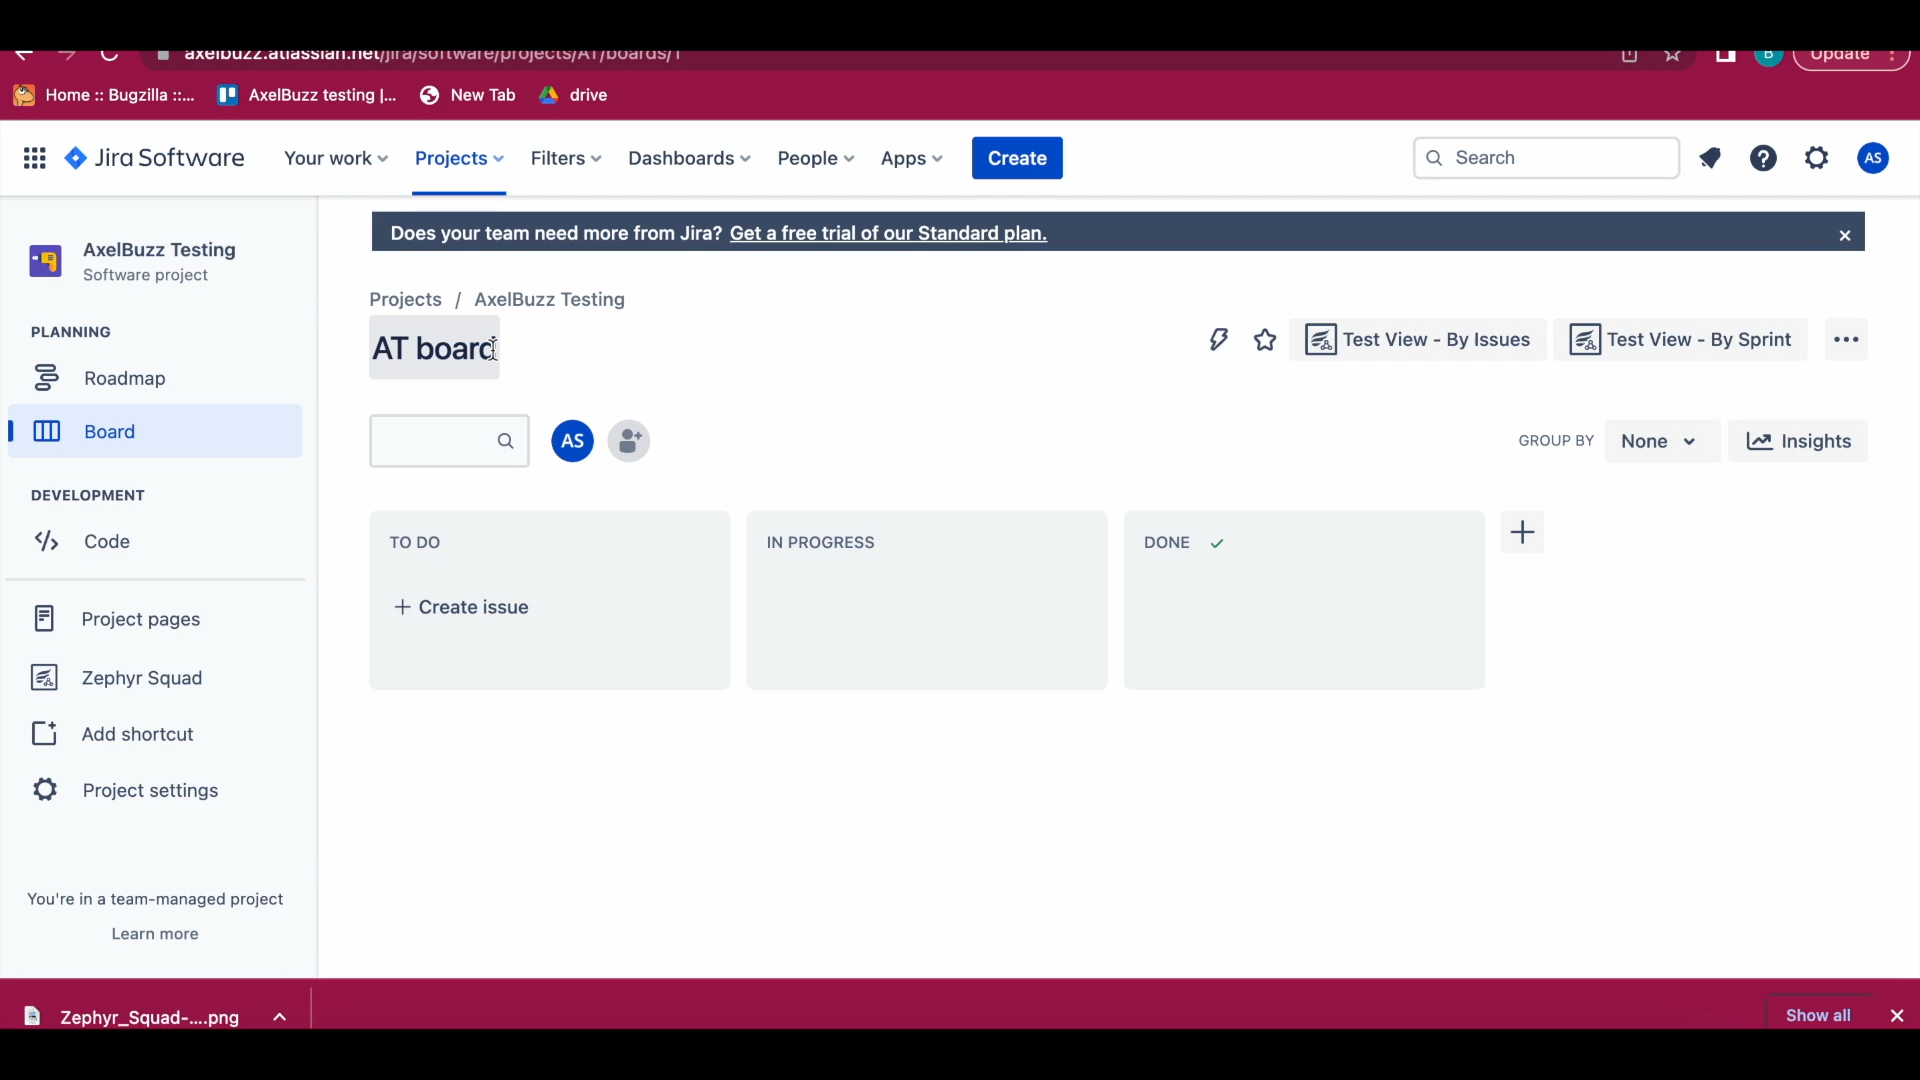 axelbuzz.atlassian.net/jira/software/projects/AT/boards/1
B
Update
Home :: Bugzilla ::...
AxelBuzz testing |...
New Tab
drive
Jira Software
Your work
Projects
Filters
Dashboards
People
Apps
Create
Search
AS
AxelBuzz Testing
Software project
PLANNING
Roadmap
Board
DEVELOPMENT
Code
Project pages
Zephyr Squad
Add shortcut
Project settings
You're in a team-managed project
Learn more
Does your team need more from Jira? Get a free trial of our Standard plan.
Projects / AxelBuzz Testing
AT board
Test View - By Issues
Test View - By Sprint
AS
GROUP BY
None
Insights
TO DO
+ Create issue
IN PROGRESS
DONE
Zephyr_Squad-....png
Show all